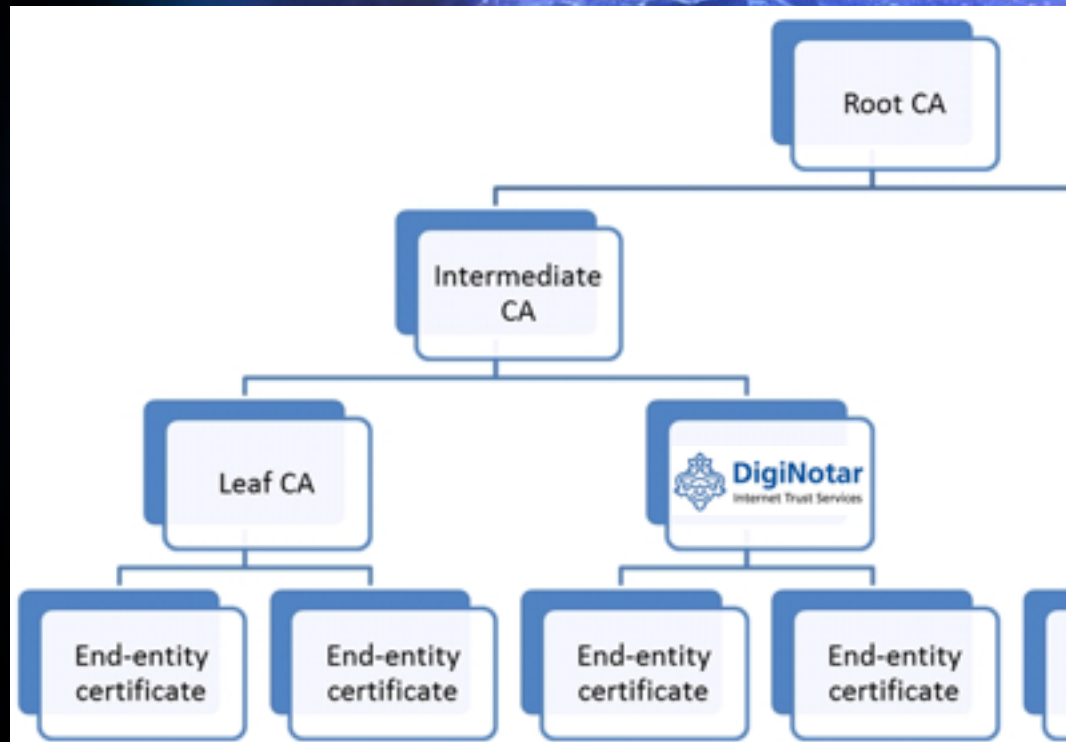 Root CA
Intermediate
CA
Leaf CA
DigiNotar
Internet Trust Services
End-entity
certificate
End-entity
certificate
End-entity
certificate
End-entity
certificate